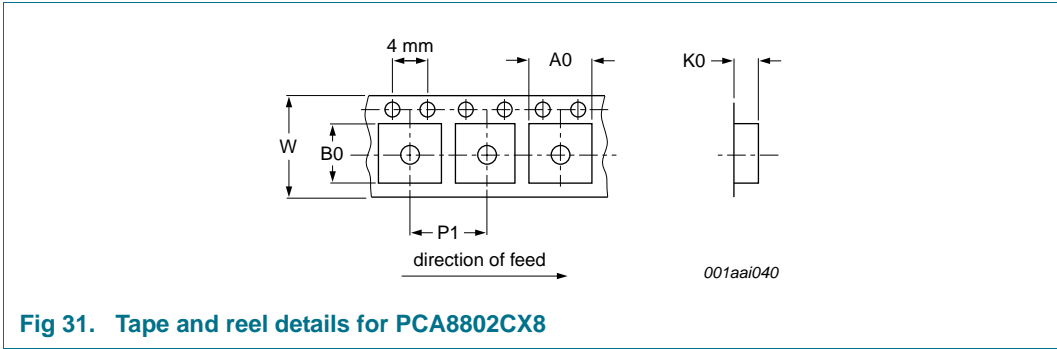 4 mm
A0
K0
W
B0
P1
direction of feed
001aai040
Fig 31. Tape and reel details for PCA8802CX8